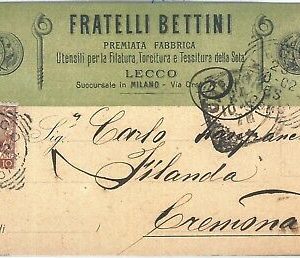 FRATELLI BETTINI
PREMIATA FABBRICA
Utensili per la Filatura, Torcitura e Tessitura della Seta
LECCO
Succursale in MILANO - Via
Sig. Carlo
Filanda
Cremona
10